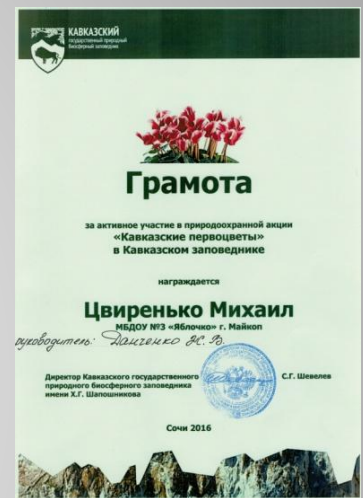 КАВКАЗСКИЙ
государственный природный
биосферный заповедник
Грамота
за активное участие в природоохранной акции
«Кавказские первоцветы»
в Кавказском заповеднике
награждается
Цвиренько Михаил
МБДОУ №3 «Яблочко» г. Майкоп
руководитель: Данченко Ж. В.
Директор Кавказского государственного
природного биосферного заповедника
имени Х.Г. Шапошникова
С.Г. Шевелев
Сочи 2016